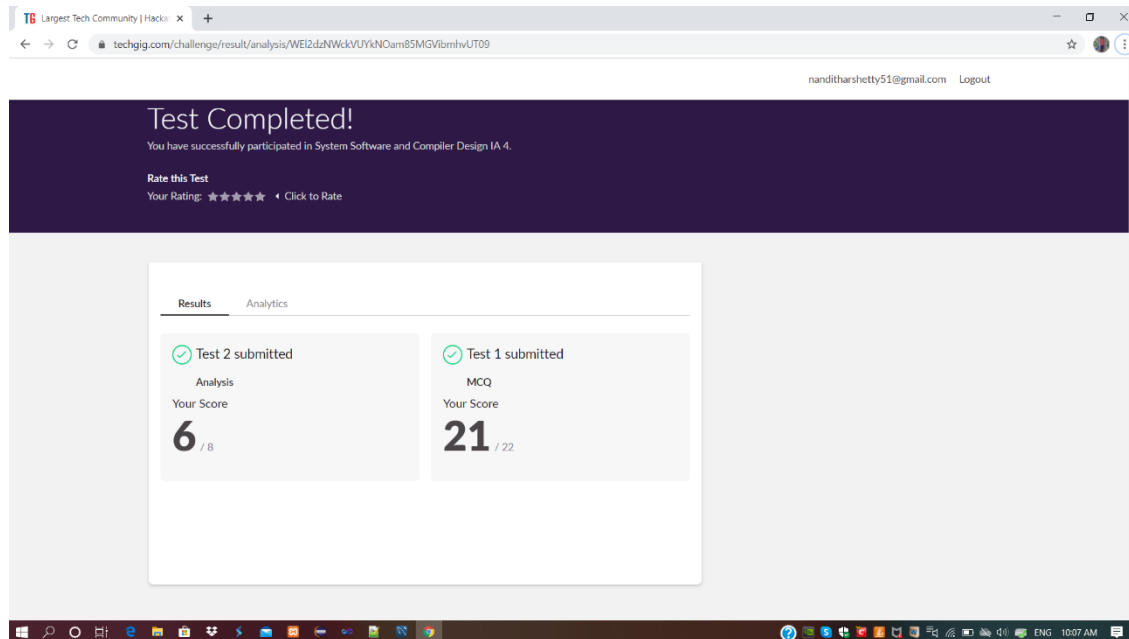 TG Largest Tech Community | Hacka
techgig.com/challenge/result/analysis/WEl2dzNWckVUYkNOam85MGVibmhvUT09
nanditharshetty51@gmail.com Logout
Test Completed!
You have successfully participated in System Software and Compiler Design IA 4.
Rate this Test
Your Rating: Click to Rate
Results Analytics
Test 2 submitted
Analysis
Your Score
6 / 8
Test 1 submitted
MCQ
Your Score
21 / 22
ENG 10:07 AM